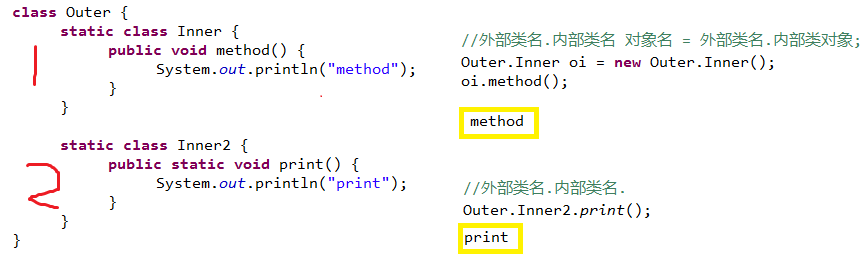 class Outer {
static class Inner {
public void method() {
System.out.println("method");
}
}
static class Inner2 {
public static void print() {
System.out.println("print");
}
}
}
1
2
//外部类名.内部类名 对象名 = 外部类名.内部类对象;
Outer.Inner oi = new Outer.Inner();
oi.method();
method
//外部类名.内部类名.
Outer.Inner2.print();
print